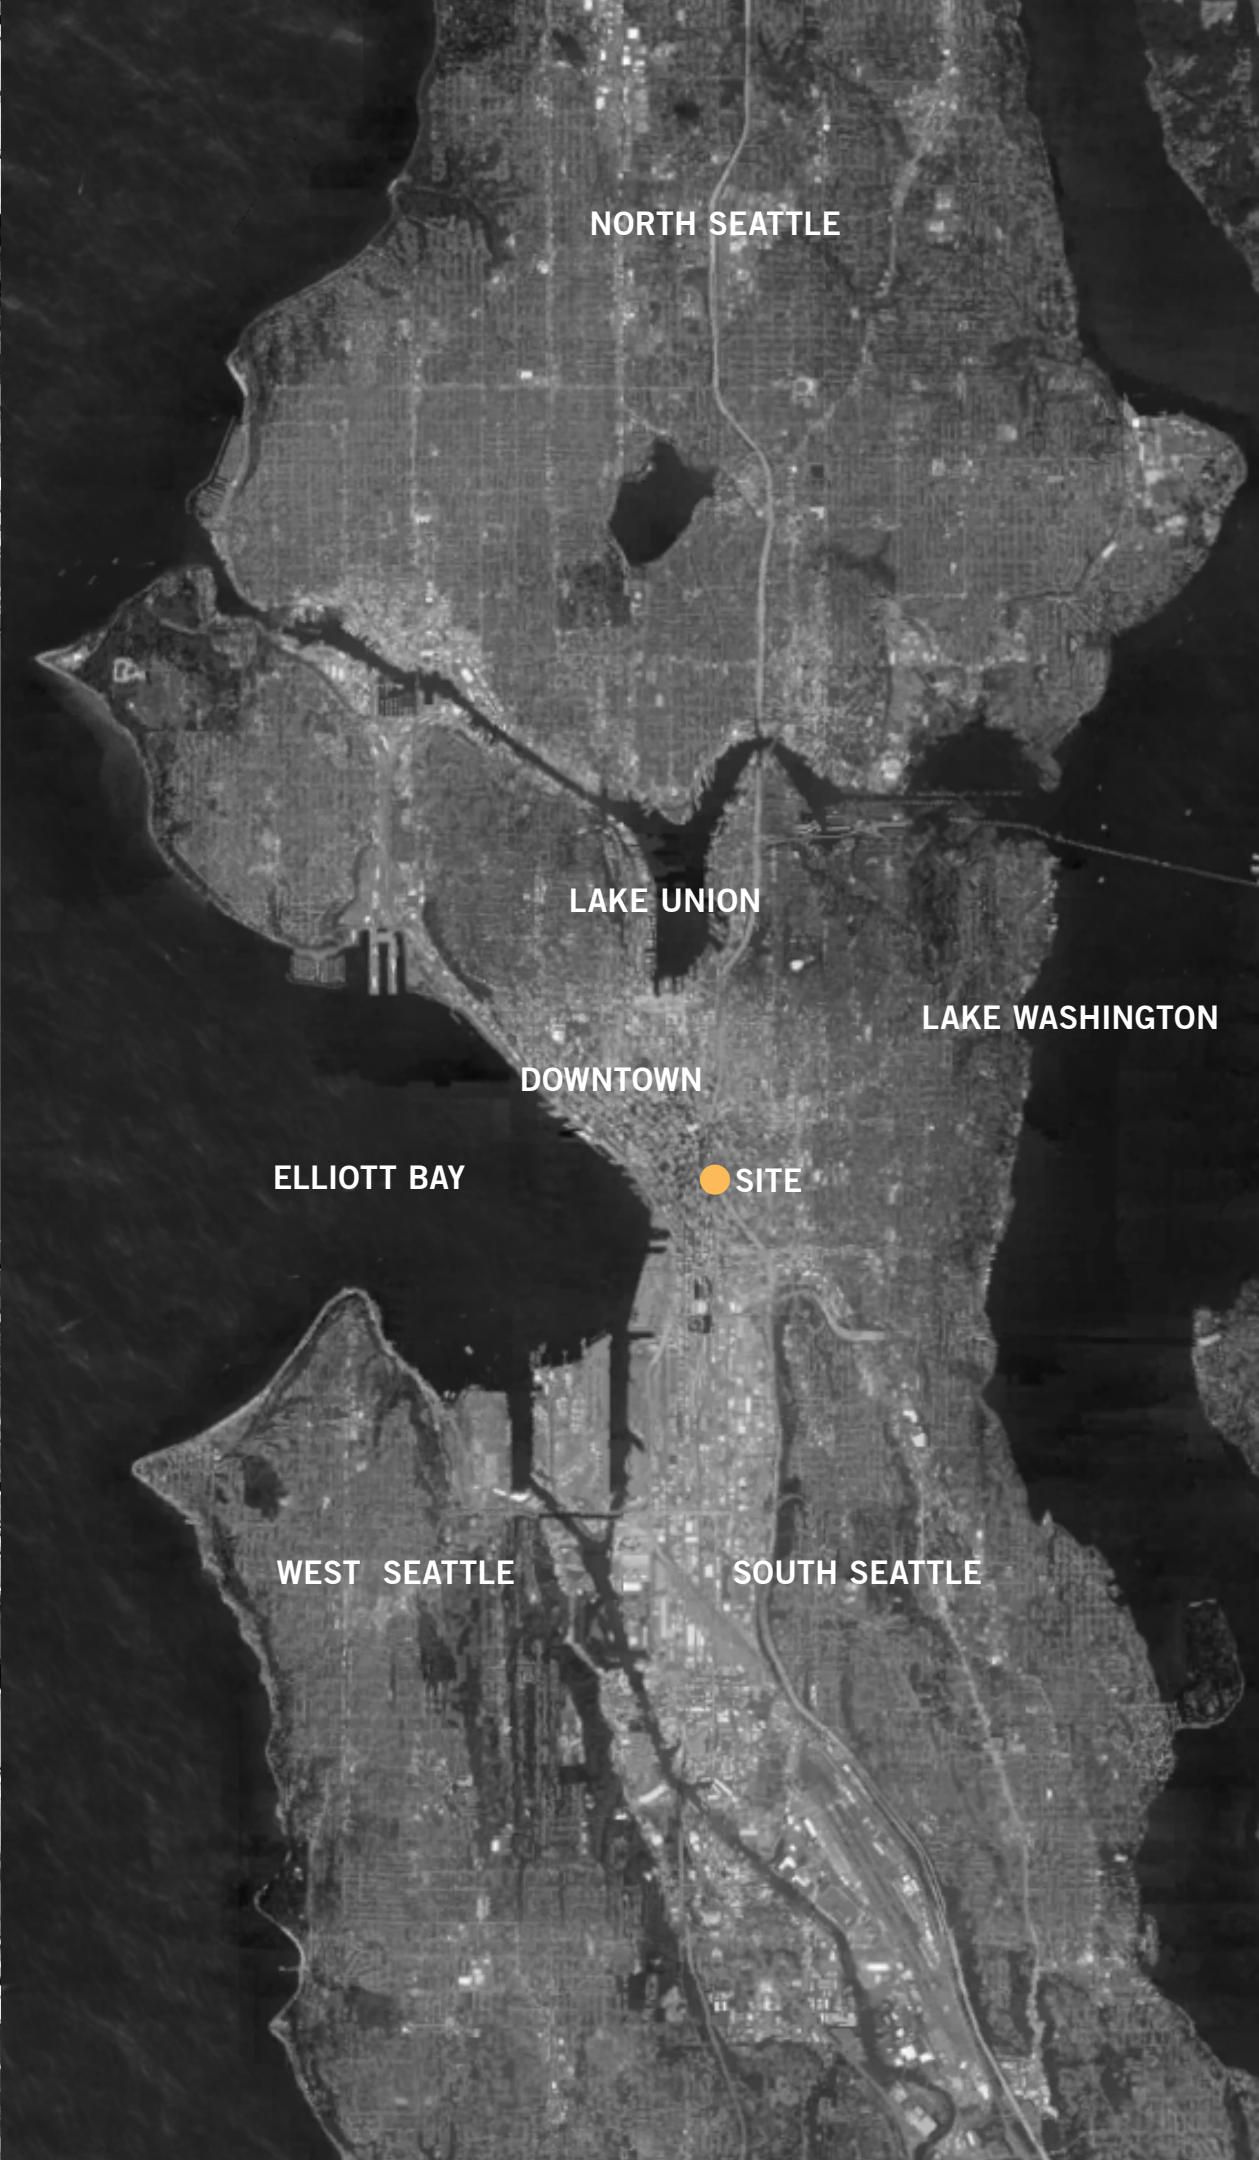 NORTH SEATTLE
LAKE UNION
LAKE WASHINGTON
DOWNTOWN
ELLIOTT BAY
SITE
WEST SEATTLE
SOUTH SEATTLE